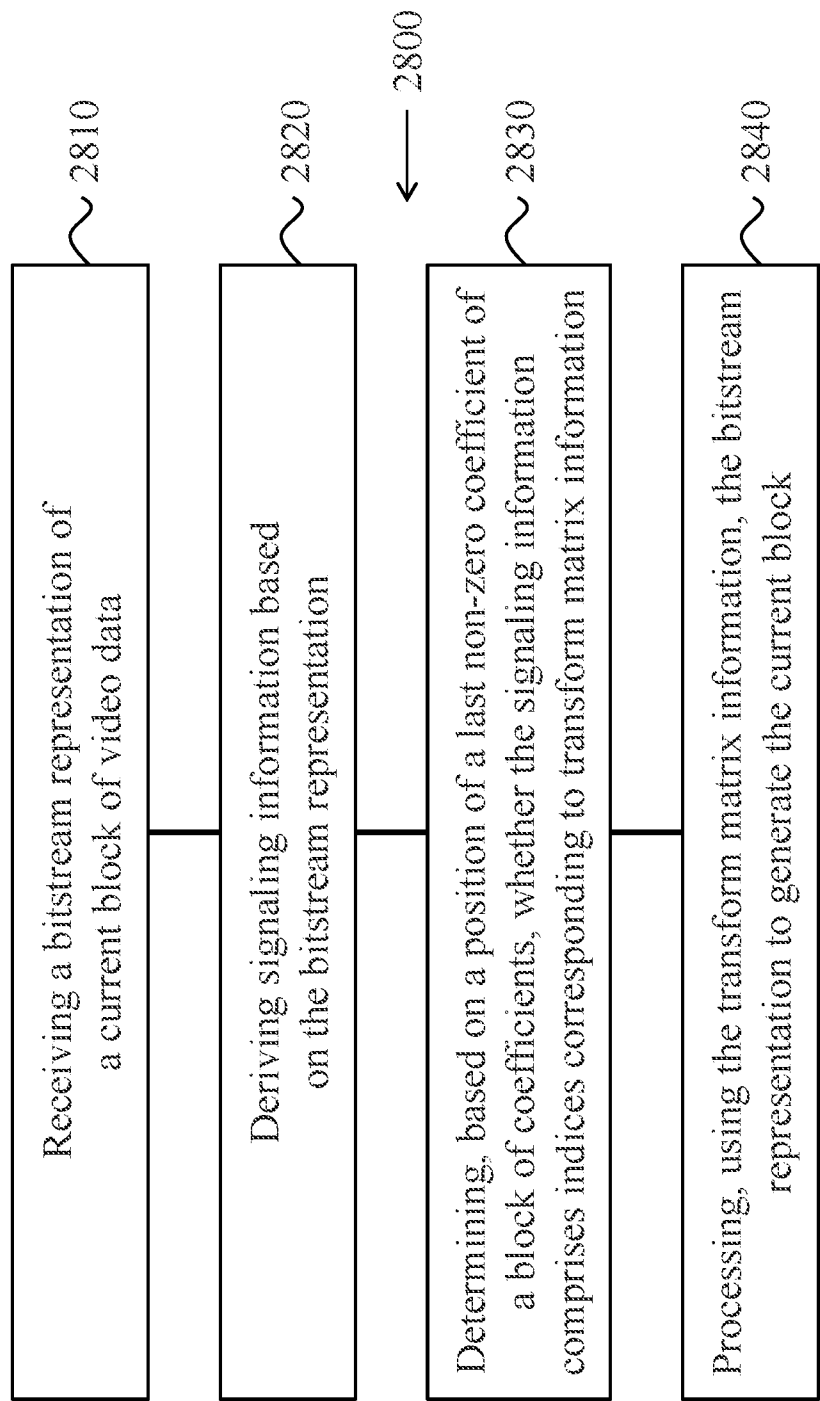 Receiving a bitstream representation of
a current block of video data
2810
Deriving signaling information based
on the bitstream representation
2820
2800
Determining, based on a position of a last non-zero coefficient of
a block of coefficients, whether the signaling information
comprises indices corresponding to transform matrix information
2830
Processing, using the transform matrix information, the bitstream
representation to generate the current block
2840